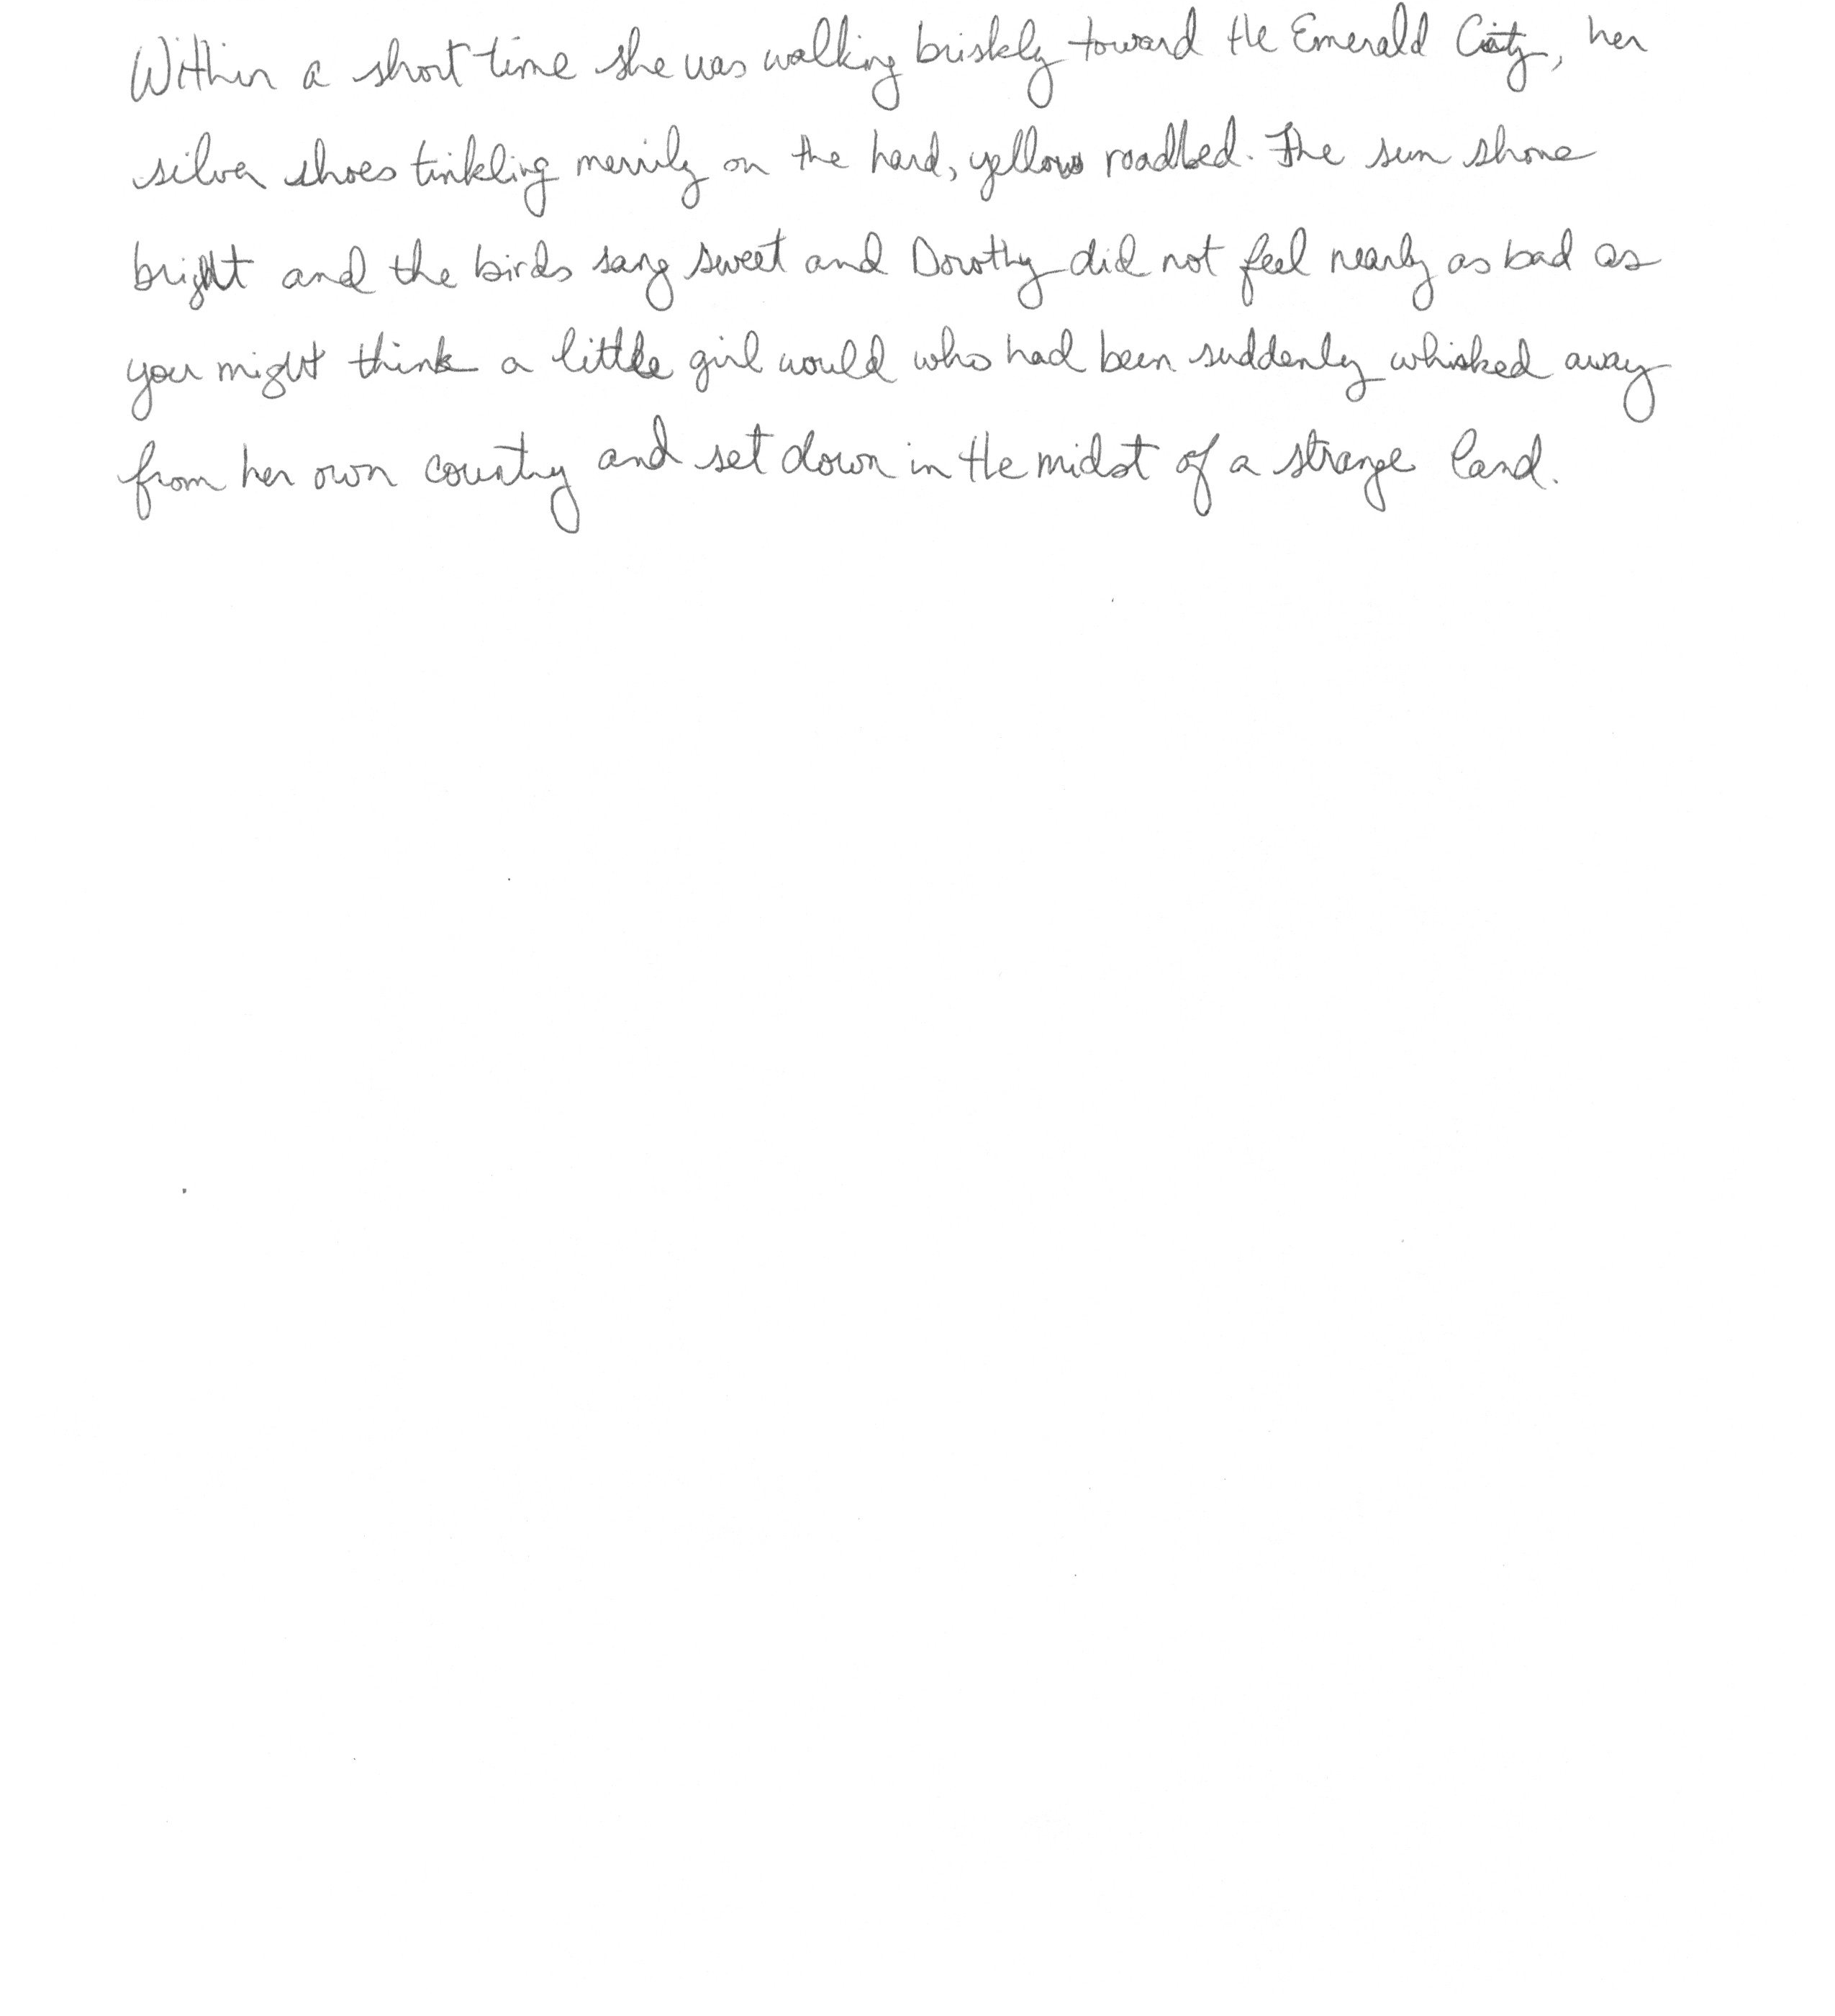 Within a short time she was walking briskly toward the Emerald City, her
silver shoes tinkling merrily on the hard, yellow roadbed. The sun shone
bright and the birds sang sweet and Dorothy did not feel nearly as bad as
you might think a little girl would who had been suddenly whisked away
from her own country and set down in the midst of a strange land.